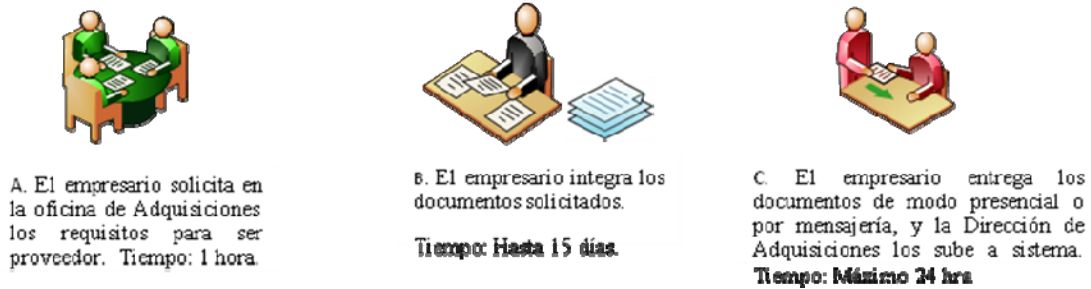 A. El empresario solicita en
la oficina de Adquisiciones
los requisitos para ser
proveedor. Tiempo: 1 hora.
B. El empresario integra los
documentos solicitados.
Tiempo: Hasta 15 días.
C. El empresario entrega los
documentos de modo presencial o
por mensajería, y la Dirección de
Adquisiciones los sube a sistema.
Tiempo: Máximo 24 hrs